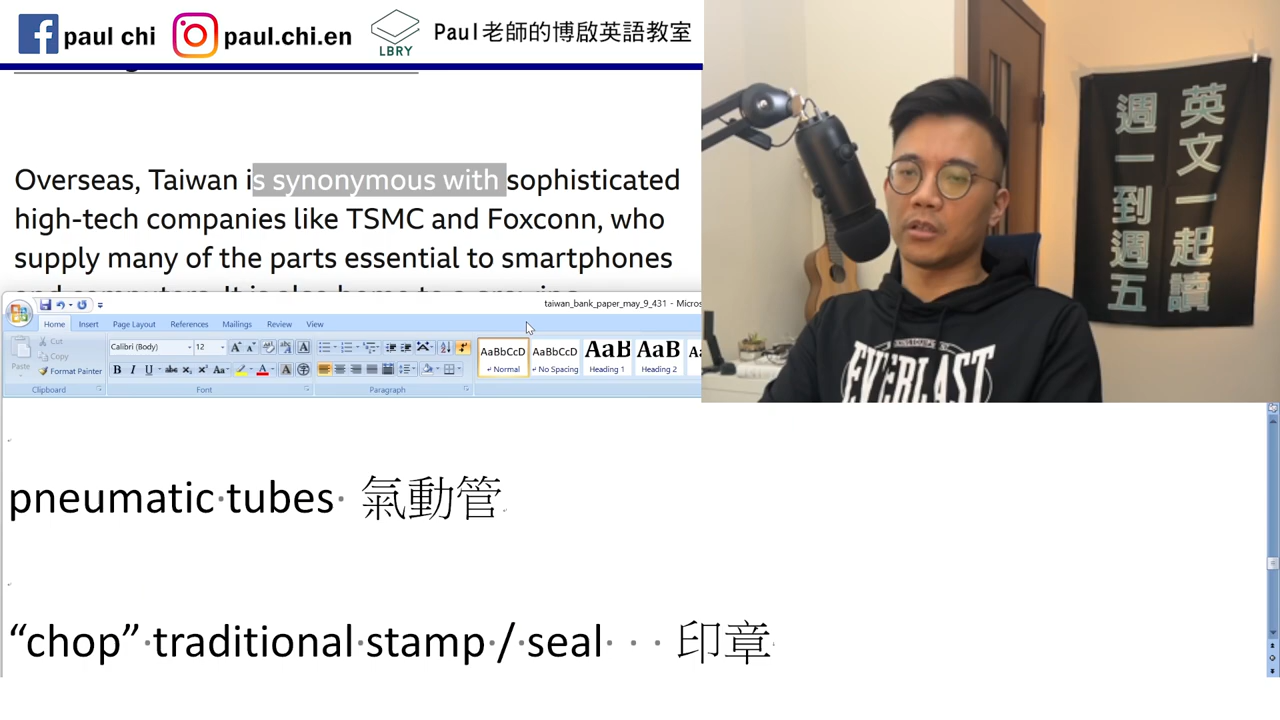 paul chi
paul.chi.en
LBRY
Paul老師的博啟英語教室
Overseas, Taiwan is synonymous with sophisticated
high-tech companies like TSMC and Foxconn, who
supply many of the parts essential to smartphones
taiwan_bank_paper_may_9_431 - Micros
Home Insert Page Layout References Mailings Review View
Cut
Copy
Paste
Format Painter
Clipboard
Calibri (Body) 12
Font
Paragraph
AaBbCcD AaBbCcD AaBb AaBb
Normal No Spacing Heading 1 Heading 2
pneumatic tubes 氣動管
“chop” traditional stamp / seal 印章
英文一起讀
週一到週五
EVERLAST